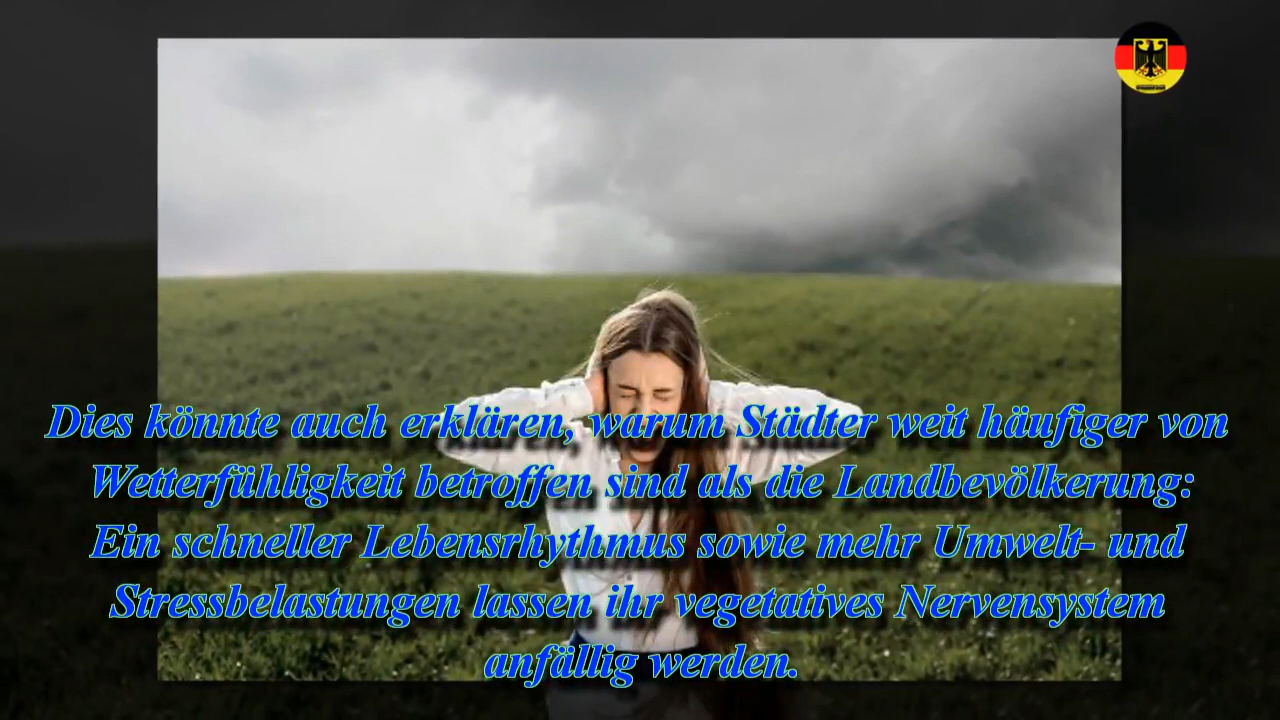 Dies könnte auch erklären, warum Städter weit häufiger von
Wetterfühligkeit betroffen sind als die Landbevölkerung:
Ein schneller Lebensrhythmus sowie mehr Umwelt- und
Stressbelastungen lassen ihr vegetatives Nervensystem
anfällig werden.